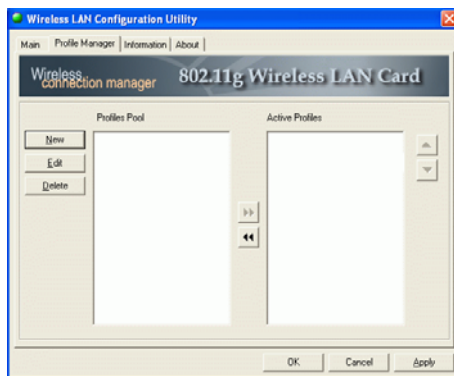 Wireless LAN Configuration Utility
Main Profile Manager Information About
Wireless connection manager 802.11g Wireless LAN Card
Profiles Pool Active Profiles
New
Edit
Delete
OK Cancel Apply